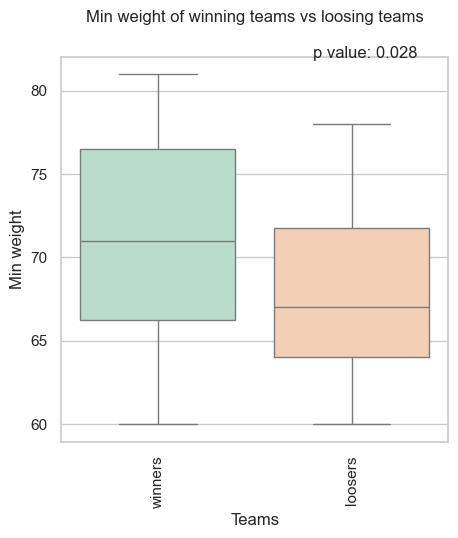 Min weight of winning teams vs loosing teams
p value: 0.028
80
75
70
65
60
Min weight
winners
loosers
Teams